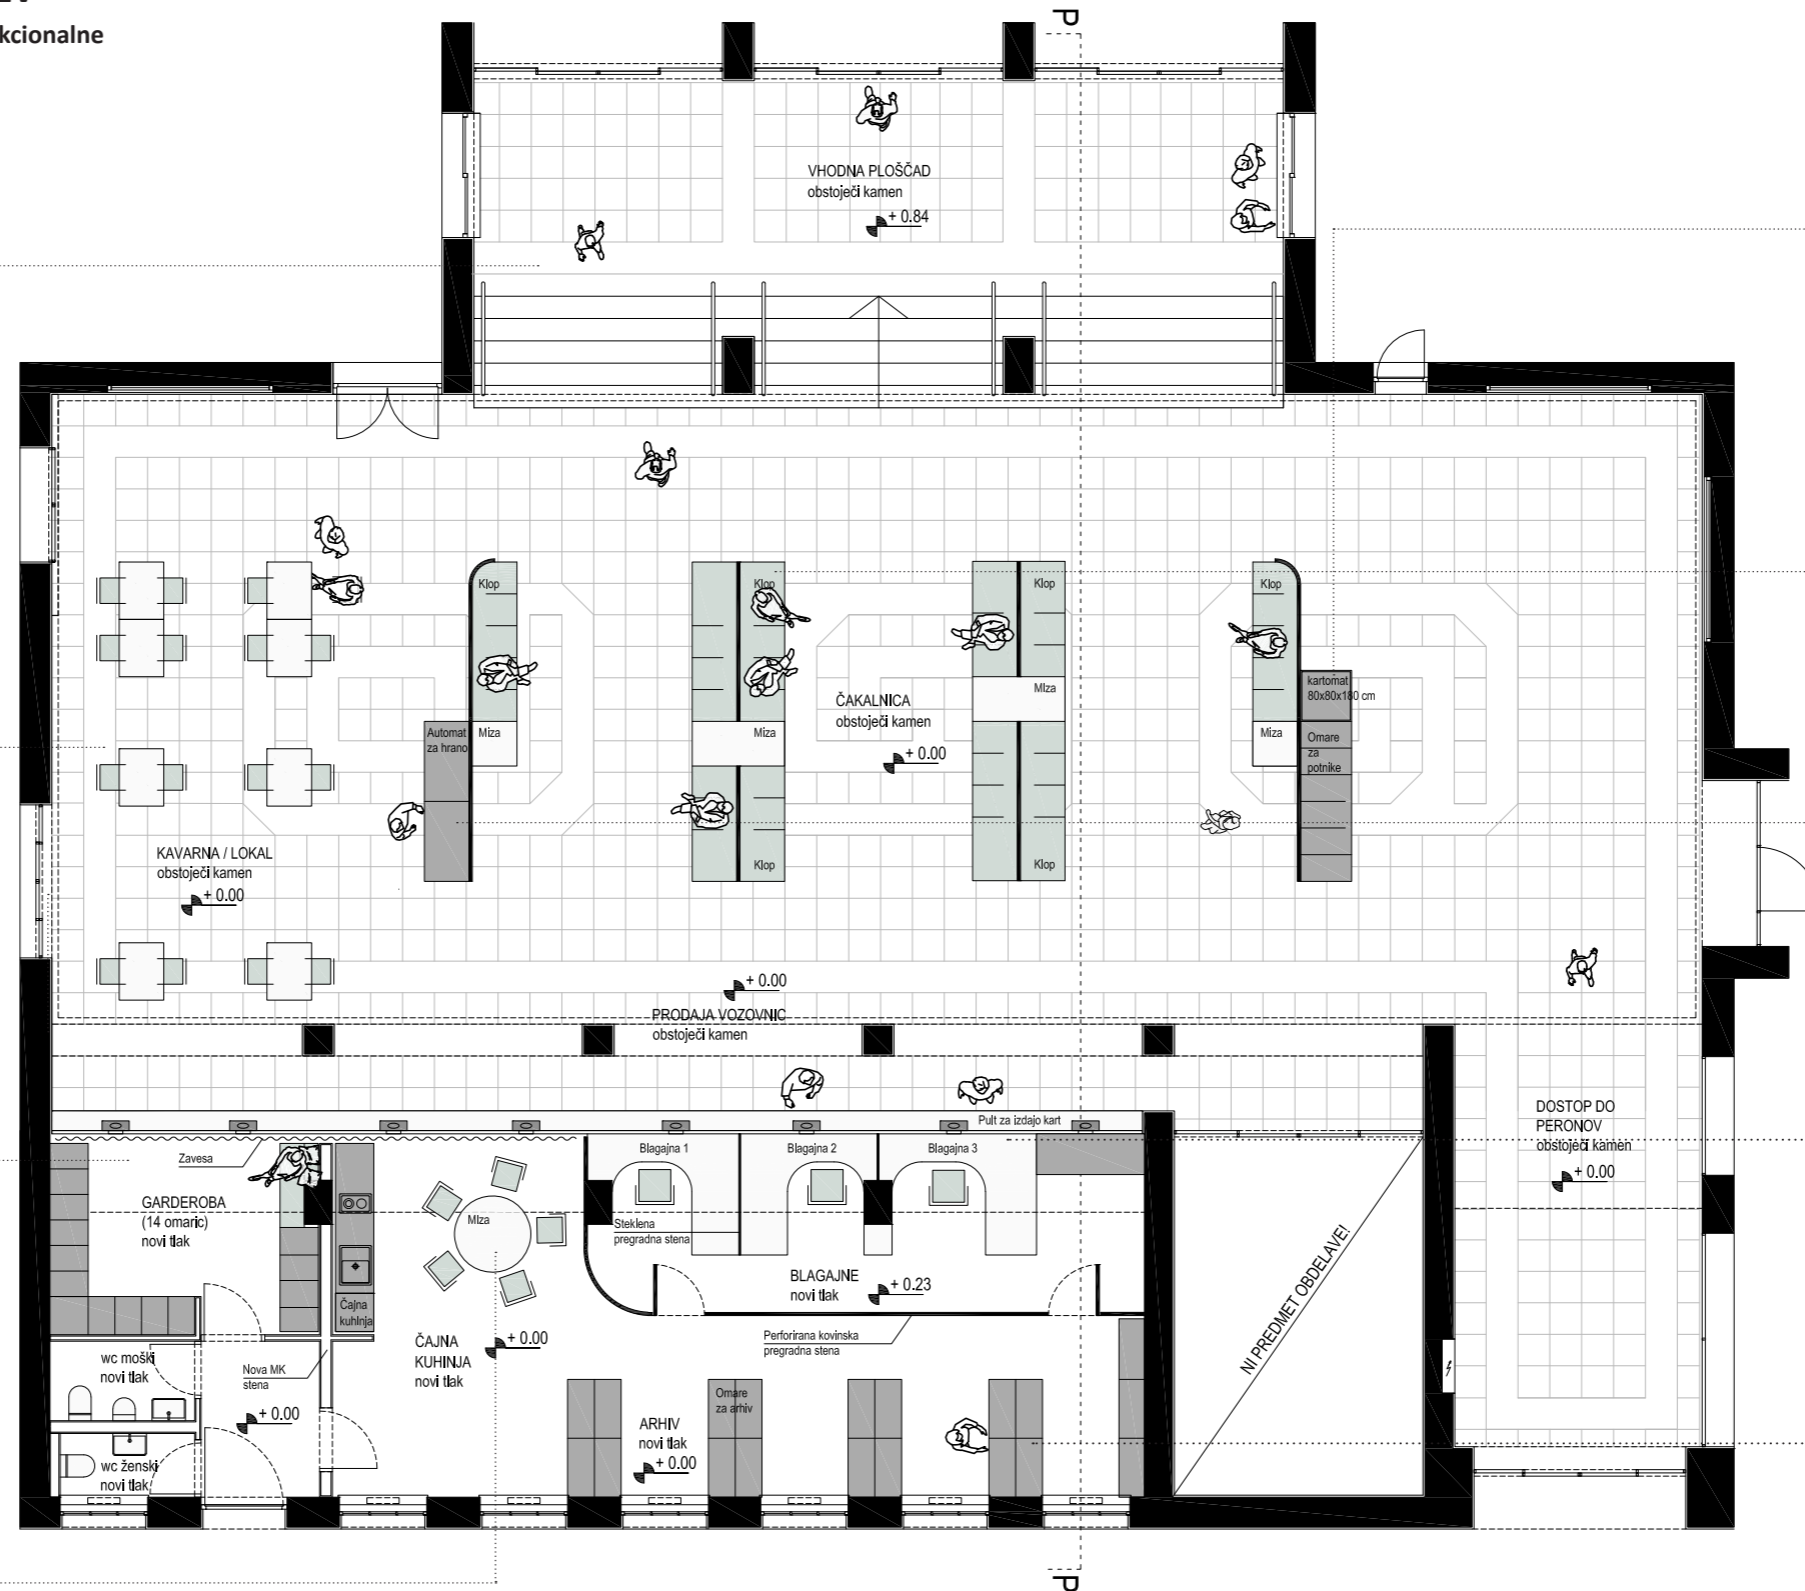 kcionalne
P
VHODNA PLOŠČAD
obstoječi kamen
+ 0.84
Klop
Klop
Klop
Klop
kartomat
80x80x180 cm
Automat
za hrano
Miza
Miza
Miza
Miza
Omare
za
potnike
ČAKALNICA
obstoječi kamen
+ 0.00
Klop
Klop
KAVARNA / LOKAL
obstoječi kamen
+ 0.00
+ 0.00
PRODAJA VOZOVNIC
obstoječi kamen
DOSTOP DO
PERONOV
obstoječi kamen
+ 0.00
Pult za izdajo kart
Zavesa
Blagajna 1
Blagajna 2
Blagajna 3
GARDEROBA
(14 omaric)
novi tlak
Miza
Steklena
pregradna stena
BLAGAJNE
novi tlak
+ 0.23
Čajna
kuhinja
ČAJNA
KUHINJA
novi tlak
+ 0.00
Perforirana kovinska
pregradna stena
NI PREDMET OBDELAVE!
wc moški
novi tlak
Nova MK
stena
+ 0.00
Omare
za arhiv
ARHIV
novi tlak
+ 0.00
wc ženski
novi tlak
P